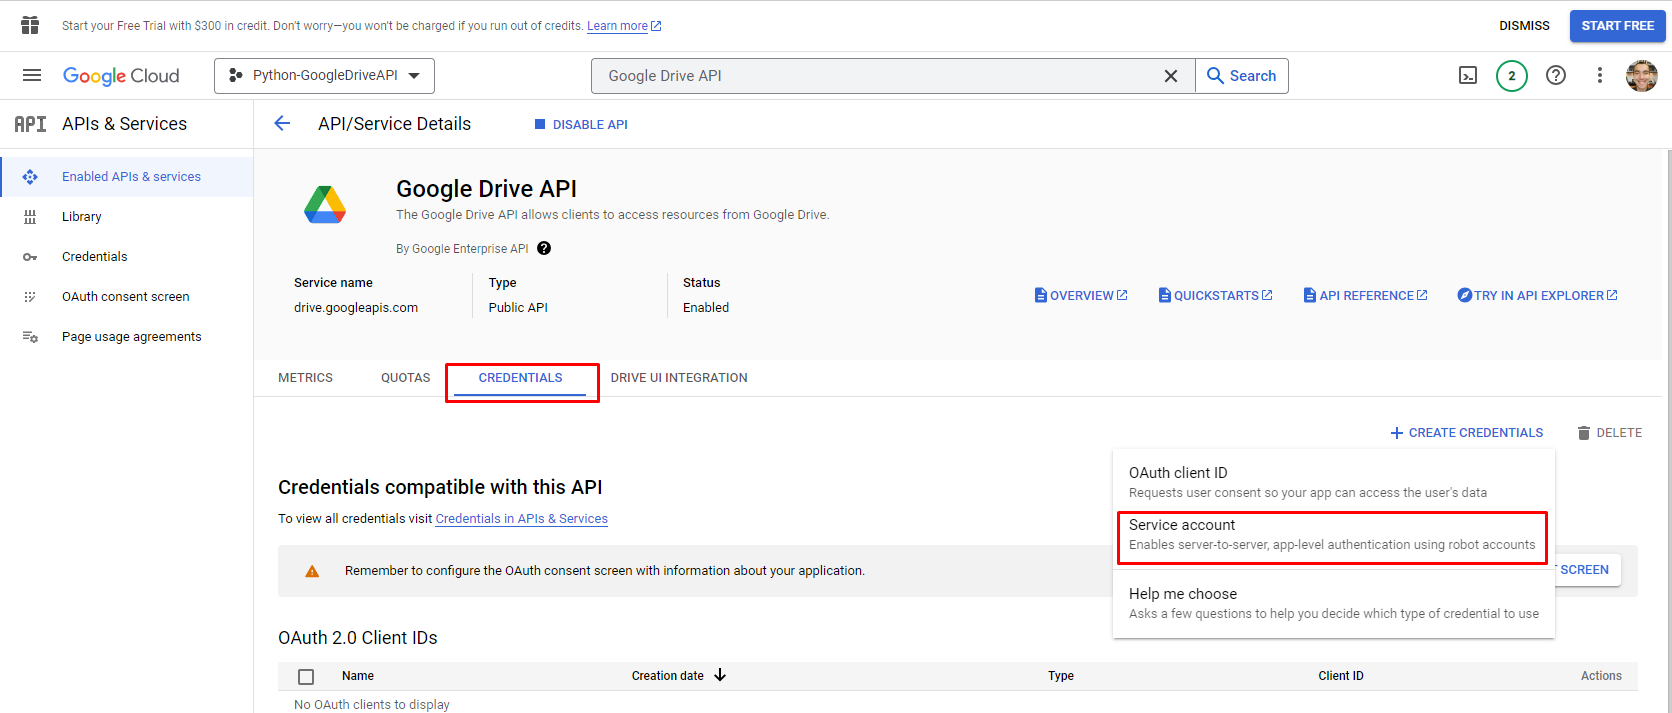 Start your Free Trial with $300 in credit. Don't worry—you won't be charged if you run out of credits. Learn more
DISMISS
START FREE
Google Cloud
Python-GoogleDriveAPI
Google Drive API
Search
2
API APIs & Services
API/Service Details
DISABLE API
Enabled APIs & services
Library
Credentials
OAuth consent screen
Page usage agreements
Google Drive API
The Google Drive API allows clients to access resources from Google Drive.
By Google Enterprise API
Service name
drive.googleapis.com
Type
Public API
Status
Enabled
OVERVIEW
QUICKSTARTS
API REFERENCE
TRY IN API EXPLORER
METRICS
QUOTAS
CREDENTIALS
DRIVE UI INTEGRATION
+ CREATE CREDENTIALS
DELETE
OAuth client ID
Requests user consent so your app can access the user's data
Service account
Enables server-to-server, app-level authentication using robot accounts
Help me choose
Asks a few questions to help you decide which type of credential to use
Credentials compatible with this API
To view all credentials visit Credentials in APIs & Services
Remember to configure the OAuth consent screen with information about your application.
SCREEN
OAuth 2.0 Client IDs
Name
Creation date
Type
Client ID
Actions
No OAuth clients to display